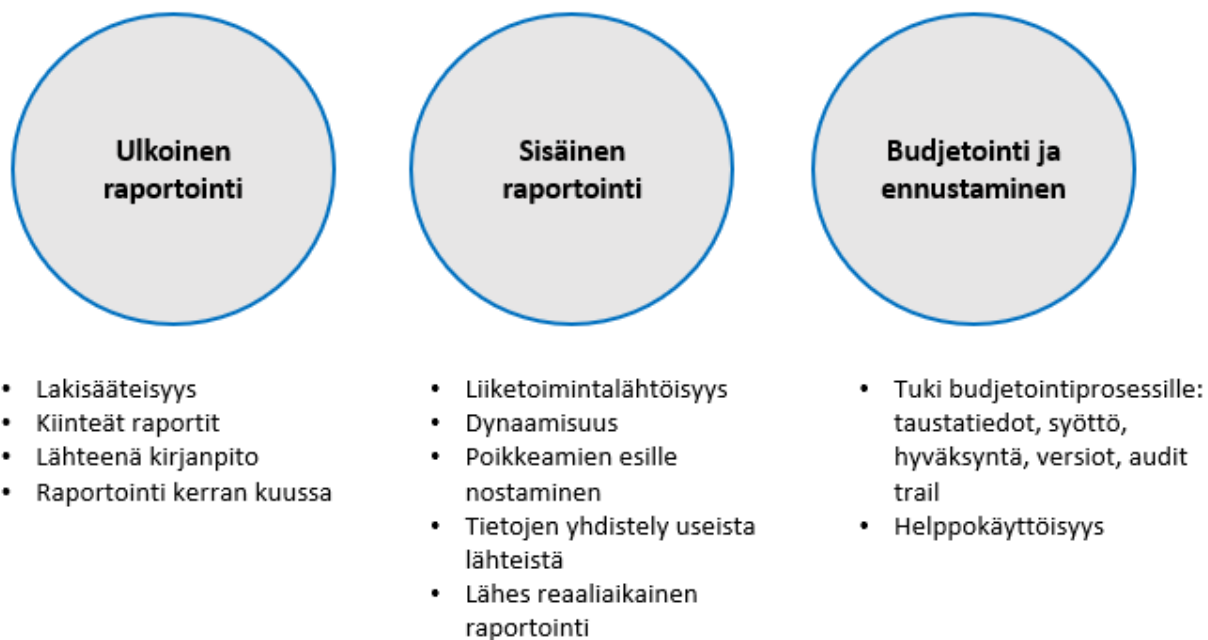 Ulkoinen
raportointi
Sisäinen
raportointi
Budjetointi ja
ennustaminen
• Lakisääteisyys
• Kiinteät raportit
• Lähteenä kirjanpito
• Raportointi kerran kuussa
• Liiketoimintalähtöisyys
• Dynaamisuus
• Poikkeamien esille
nostaminen
• Tietojen yhdistely useista
lähteistä
• Lähes reaaliaikainen
raportointi
• Tuki budjetointiprosessille:
taustatiedot, syöttö,
hyväksyntä, versiot, audit
trail
• Helppokäyttöisyys